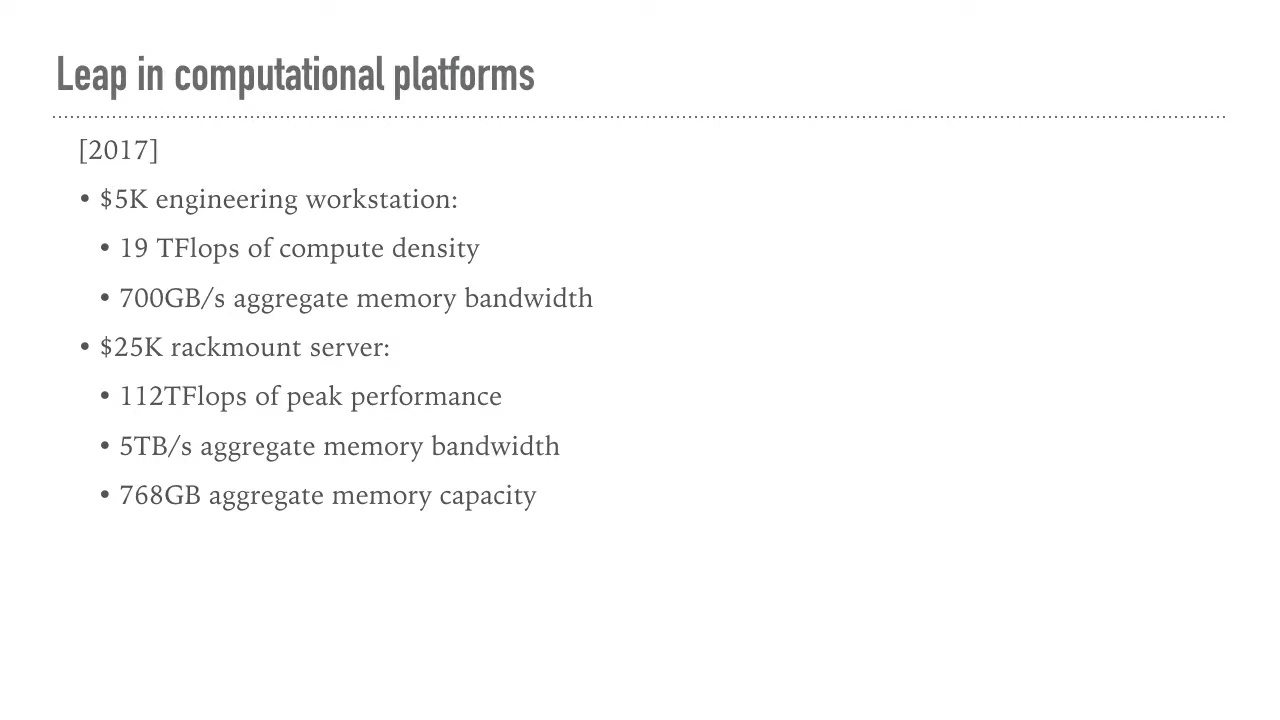 Leap in computational platforms
[2017]
• $5K engineering workstation:
• 19 TFlops of compute density
• 700GB/s aggregate memory bandwidth
• $25K rackmount server:
• 112TFlops of peak performance
• 5TB/s aggregate memory bandwidth
• 768GB aggregate memory capacity